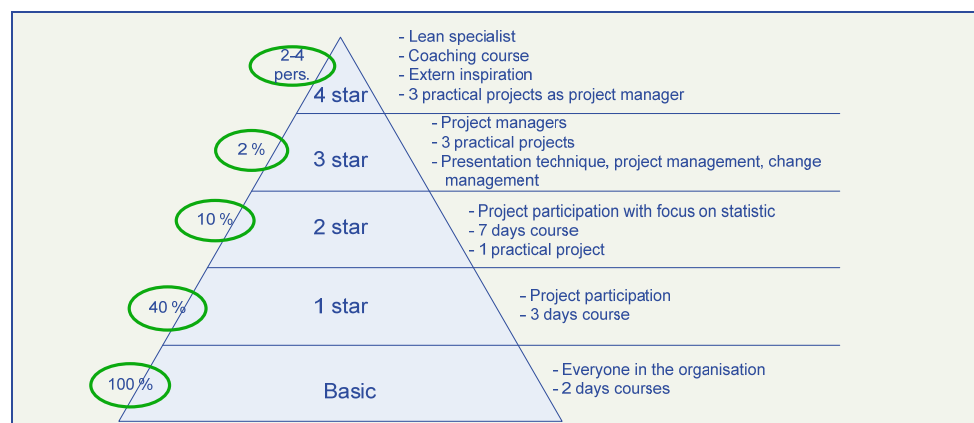 2-4
pers.
4 star
- Lean specialist
- Coaching course
- Extern inspiration
- 3 practical projects as project manager
2 %
3 star
- Project managers
- 3 practical projects
- Presentation technique, project management, change
management
10 %
2 star
- Project participation with focus on statistic
- 7 days course
- 1 practical project
40 %
1 star
- Project participation
- 3 days course
100 %
Basic
- Everyone in the organisation
- 2 days courses